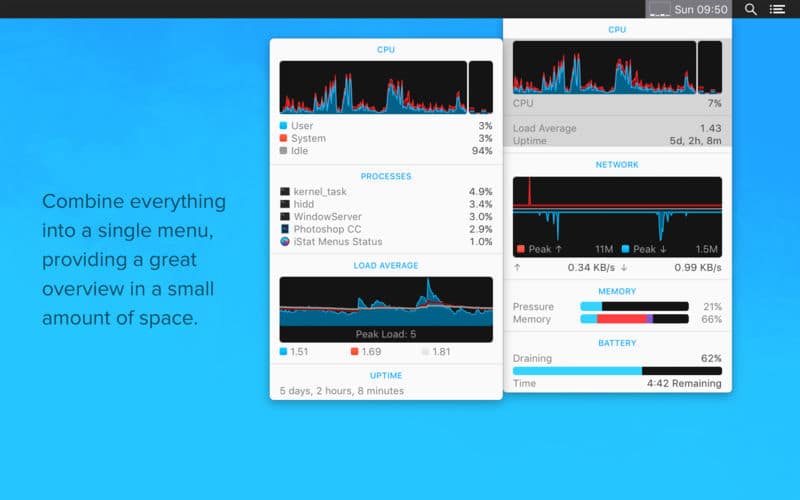 Sun 09:50
Combine everything
into a single menu,
providing a great
overview in a small
amount of space.
CPU
User 3%
System 3%
Idle 94%
PROCESSES
kernel_task 4.9%
hidd 3.4%
WindowServer 3.0%
Photoshop CC 2.9%
iStat Menus Status 1.0%
LOAD AVERAGE
Peak Load: 5
1.51 1.69 1.81
UPTIME
5 days, 2 hours, 8 minutes
CPU
CPU 7%
Load Average 1.43
Uptime 5d, 2h, 8m
NETWORK
Peak ↑ 11M Peak ↓ 1.5M
↑ 0.34 KB/s ↓ 0.99 KB/s
MEMORY
Pressure 21%
Memory 66%
BATTERY
Draining 62%
Time 4:42 Remaining